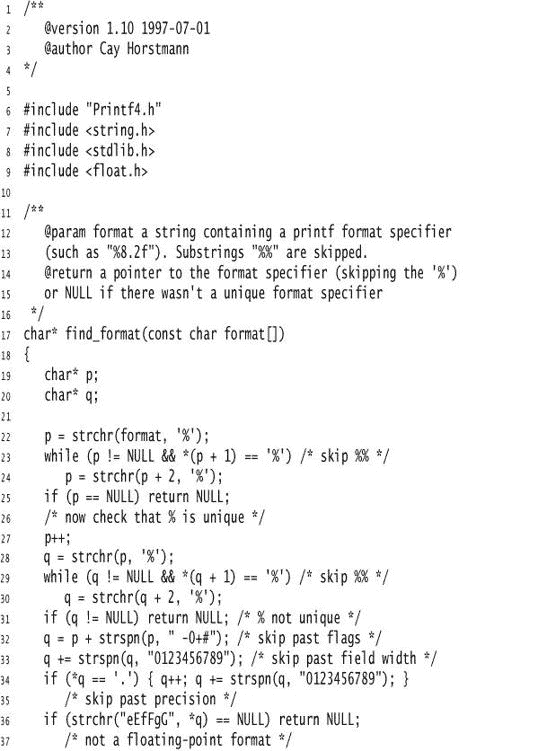 1 /**
2 @version 1.10 1997-07-01
3 @author Cay Horstmann
4 */
5
6 #include "Printf4.h"
7 #include <string.h>
8 #include <stdlib.h>
9 #include <float.h>
10
11 /**
12 @param format a string containing a printf format specifier
13 (such as "%8.2f"). Substrings "%%" are skipped.
14 @return a pointer to the format specifier (skipping the '%')
15 or NULL if there wasn't a unique format specifier
16 */
17 char* find_format(const char format[])
18 {
19 char* p;
20 char* q;
21
22 p = strchr(format, '%');
23 while (p != NULL && *(p + 1) == '%') /* skip %% */
24 p = strchr(p + 2, '%');
25 if (p == NULL) return NULL;
26 /* now check that % is unique */
27 p++;
28 q = strchr(p, '%');
29 while (q != NULL && *(q + 1) == '%') /* skip %% */
30 q = strchr(q + 2, '%');
31 if (q != NULL) return NULL; /* % not unique */
32 q = p + strspn(p, " -0+#"); /* skip past flags */
33 q += strspn(q, "0123456789"); /* skip past field width */
34 if (*q == '.') { q++; q += strspn(q, "0123456789"); }
35 /* skip past precision */
36 if (strchr("eEfFgG", *q) == NULL) return NULL;
37 /* not a floating-point format */